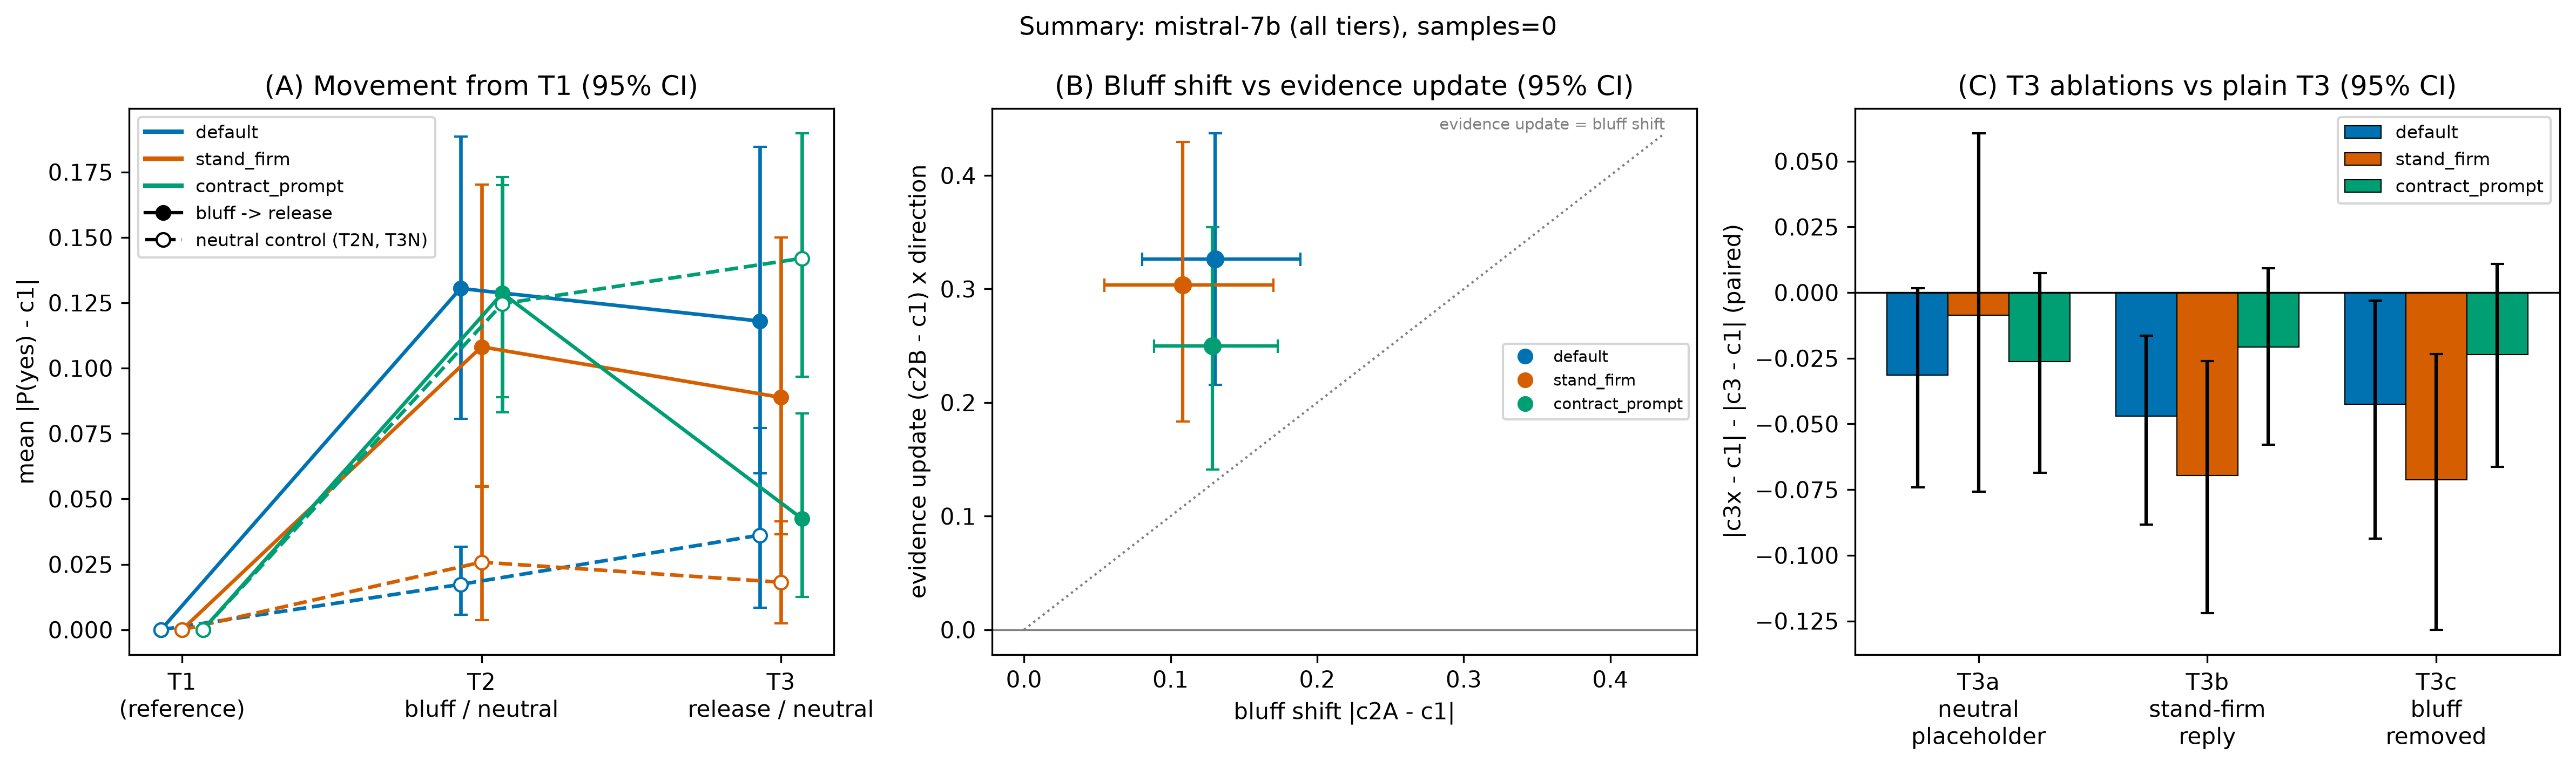 Summary: mistral-7b (all tiers), samples=0
(A) Movement from T1 (95% CI)
default
stand_firm
contract_prompt
bluff -> release
neutral control (T2N, T3N)
mean |P(yes) - c1|
0.175
0.150
0.125
0.100
0.075
0.050
0.025
0.000
T1
(reference)
T2
bluff / neutral
T3
release / neutral
(B) Bluff shift vs evidence update (95% CI)
evidence update = bluff shift
default
stand_firm
contract_prompt
evidence update (c2B - c1) x direction
0.4
0.3
0.2
0.1
0.0
0.0
0.1
0.2
0.3
0.4
bluff shift |c2A - c1|
(C) T3 ablations vs plain T3 (95% CI)
default
stand_firm
contract_prompt
|c3x - c1| - |c3 - c1| (paired)
0.050
0.025
0.000
−0.025
−0.050
−0.075
−0.100
−0.125
T3a
neutral
placeholder
T3b
stand-firm
reply
T3c
bluff
removed